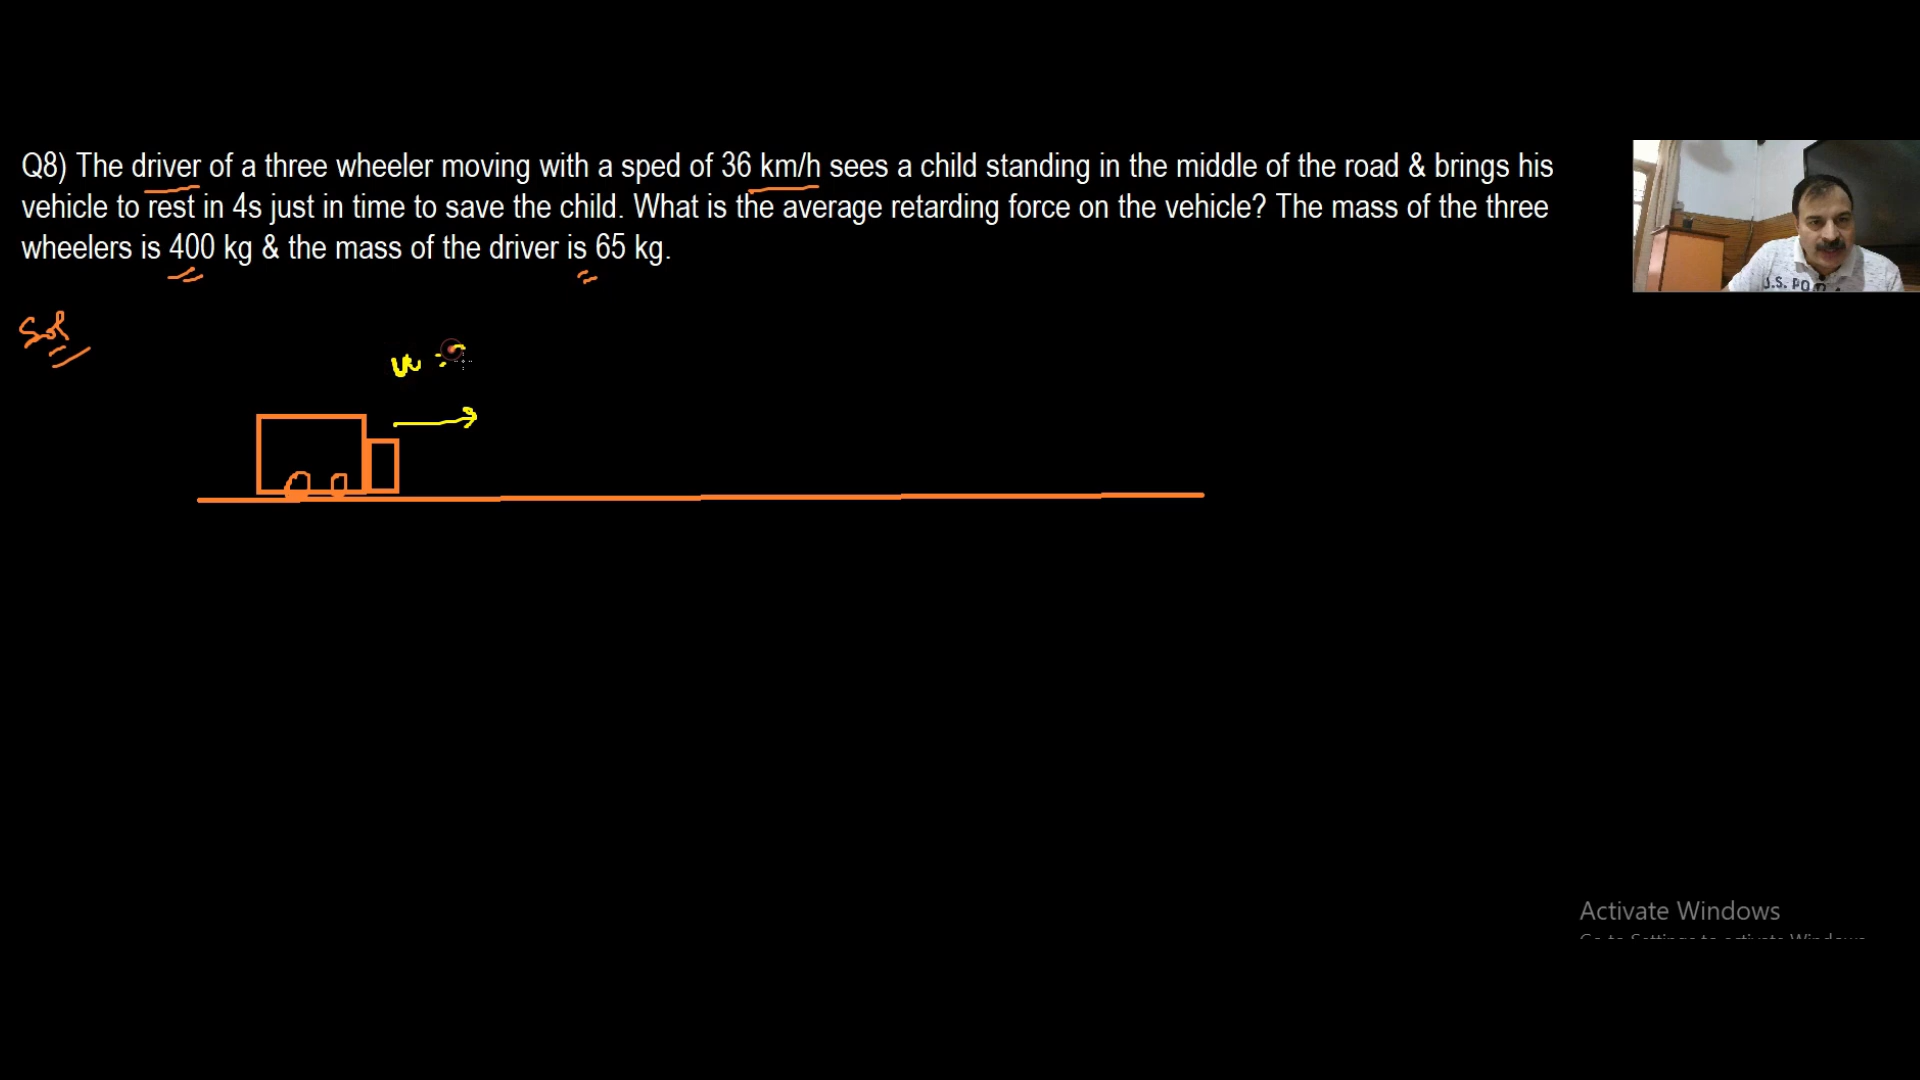 Q8) The driver of a three wheeler moving with a sped of 36 km/h sees a child standing in the middle of the road & brings his
vehicle to rest in 4s just in time to save the child. What is the average retarding force on the vehicle? The mass of the three
wheelers is 400 kg & the mass of the driver is 65 kg.
Sol
u =
Activate Windows